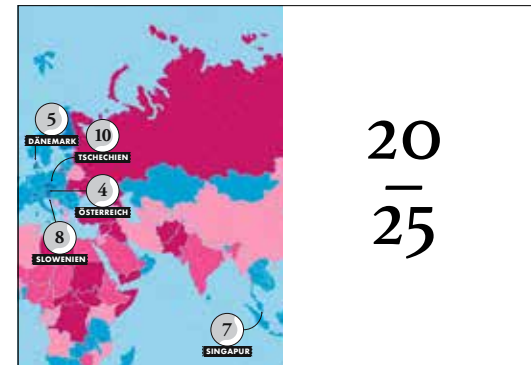 5
DÄNEMARK
10
TSCHECHIEN
4
ÖSTERREICH
8
SLOWENIEN
7
SINGAPUR
20
25